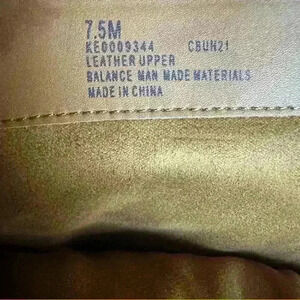 7.5M
KE0009344 CBUN21
LEATHER UPPER
BALANCE MAN MADE MATERIALS
MADE IN CHINA